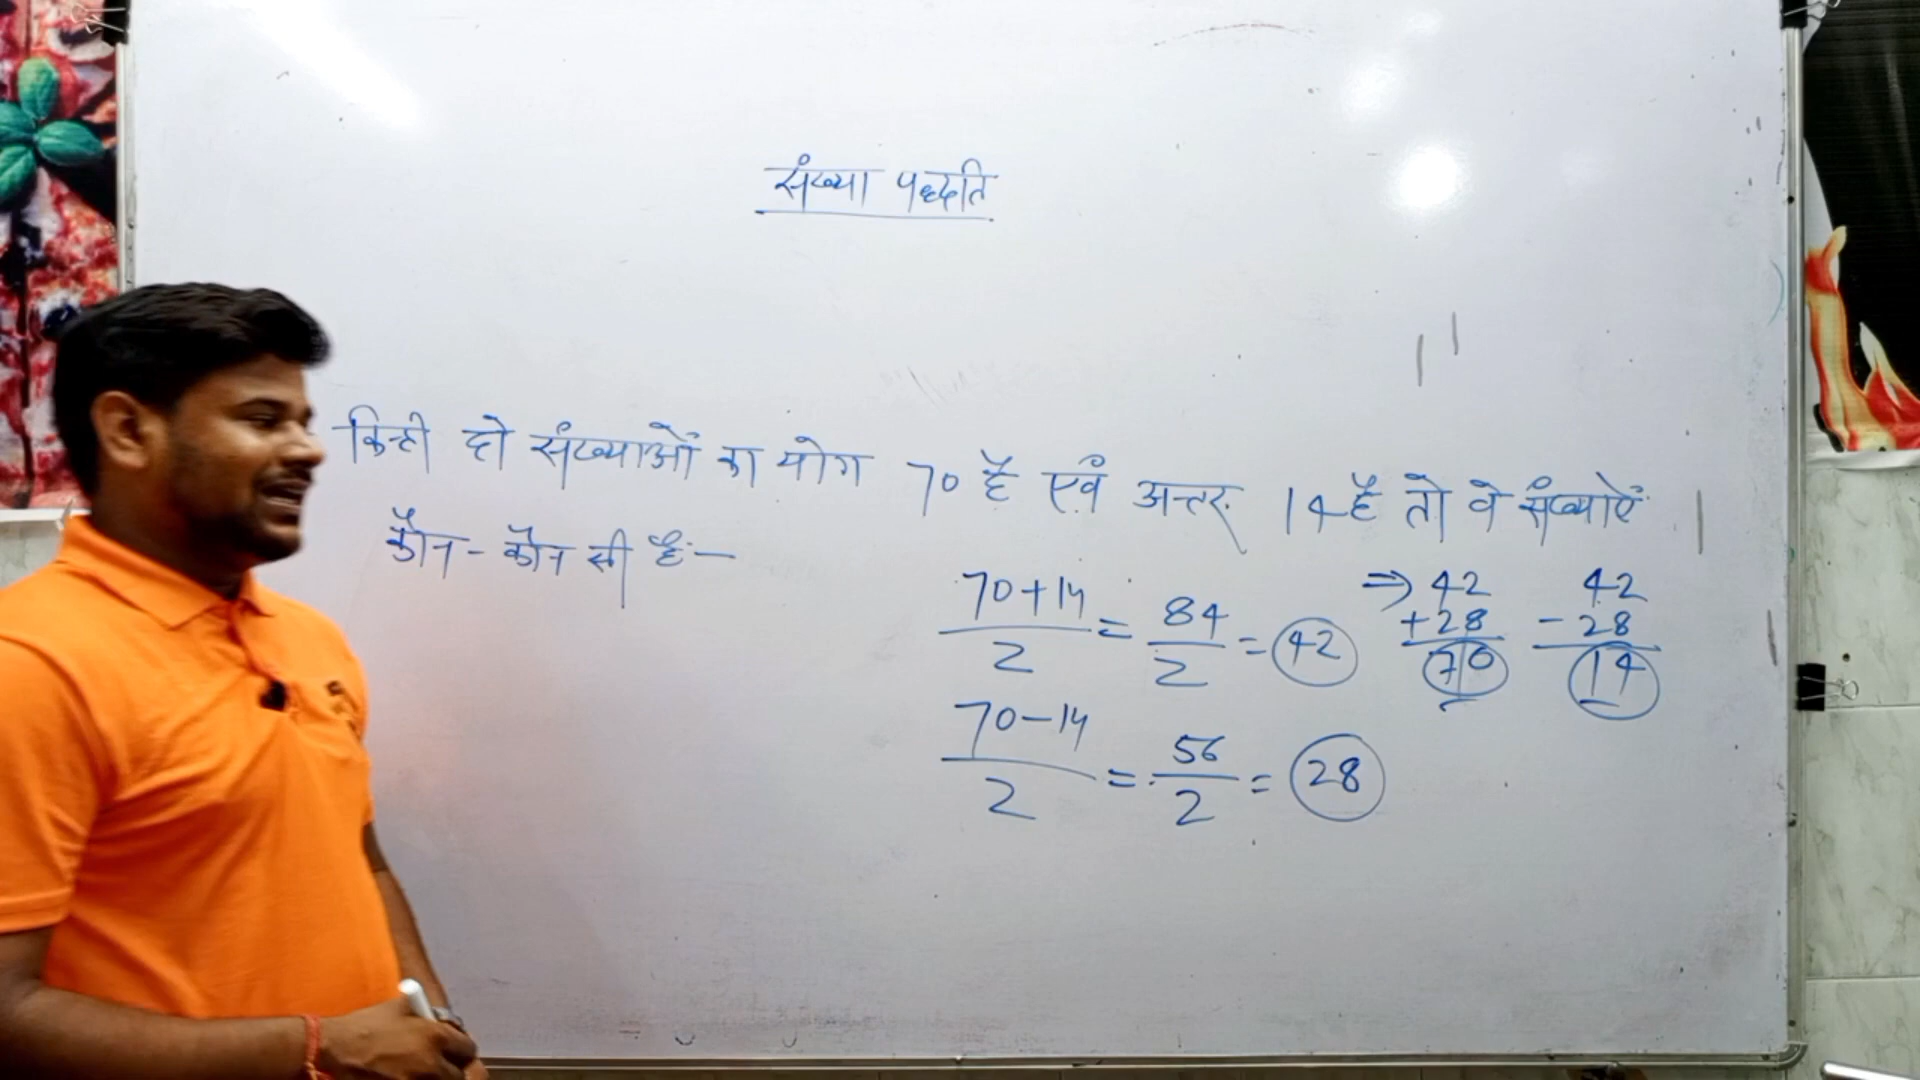 संख्या पद्धति
किन्ही दो संख्याओं का योग 70 है एवं अन्तर 14 है तो वे संख्याऐं
कौन - कौन सी है :-
70+14/2 = 84/2 = 42
⇒ 42 + 28 70
42 - 28 14
70-14/2 = 56/2 = 28